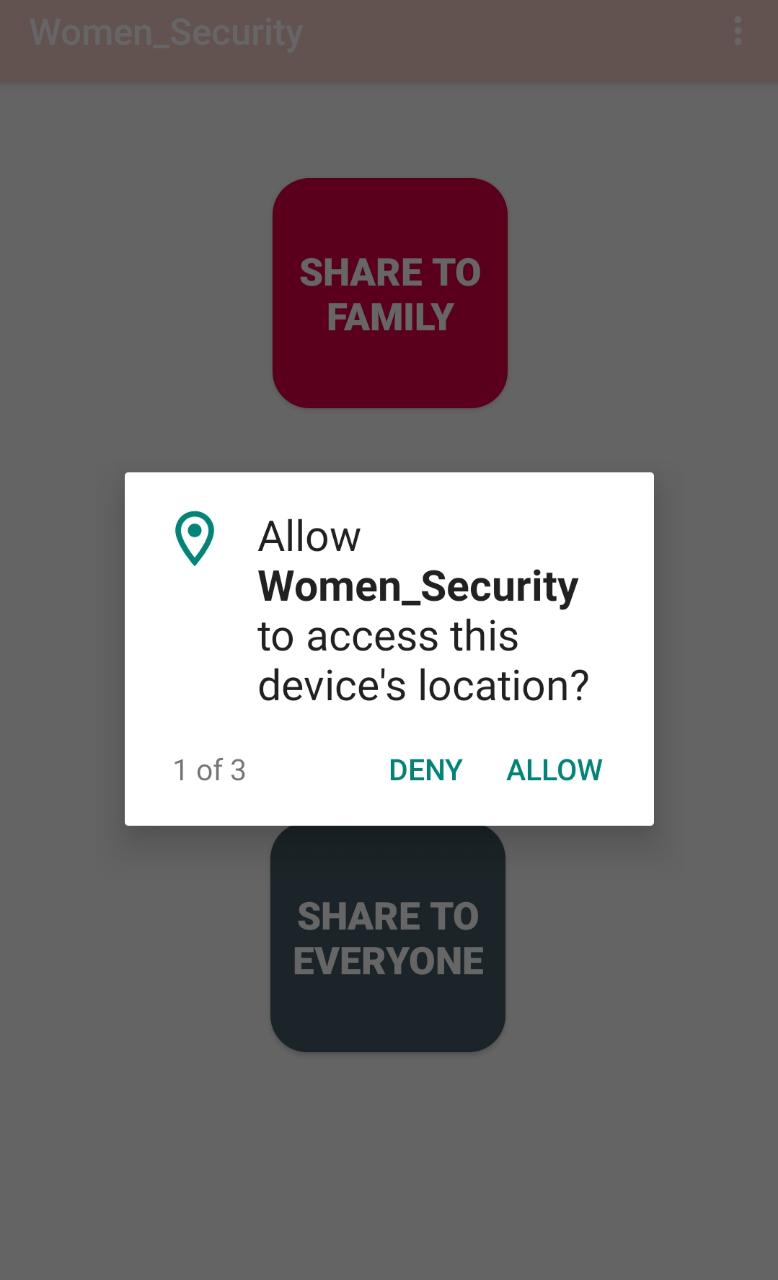 Women_Security
SHARE TO
FAMILY
Allow
Women_Security
to access this
device's location?
1 of 3
DENY
ALLOW
SHARE TO
EVERYONE